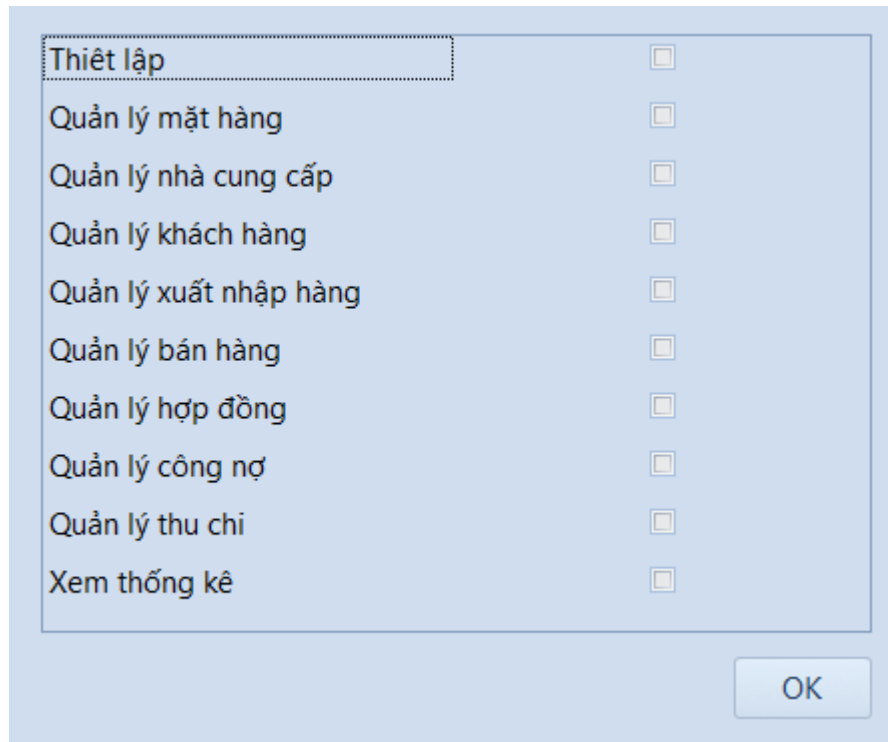 Thiêt lập
Quản lý mặt hàng
Quản lý nhà cung cấp
Quản lý khách hàng
Quản lý xuất nhập hàng
Quản lý bán hàng
Quản lý hợp đồng
Quản lý công nợ
Quản lý thu chi
Xem thống kê
OK